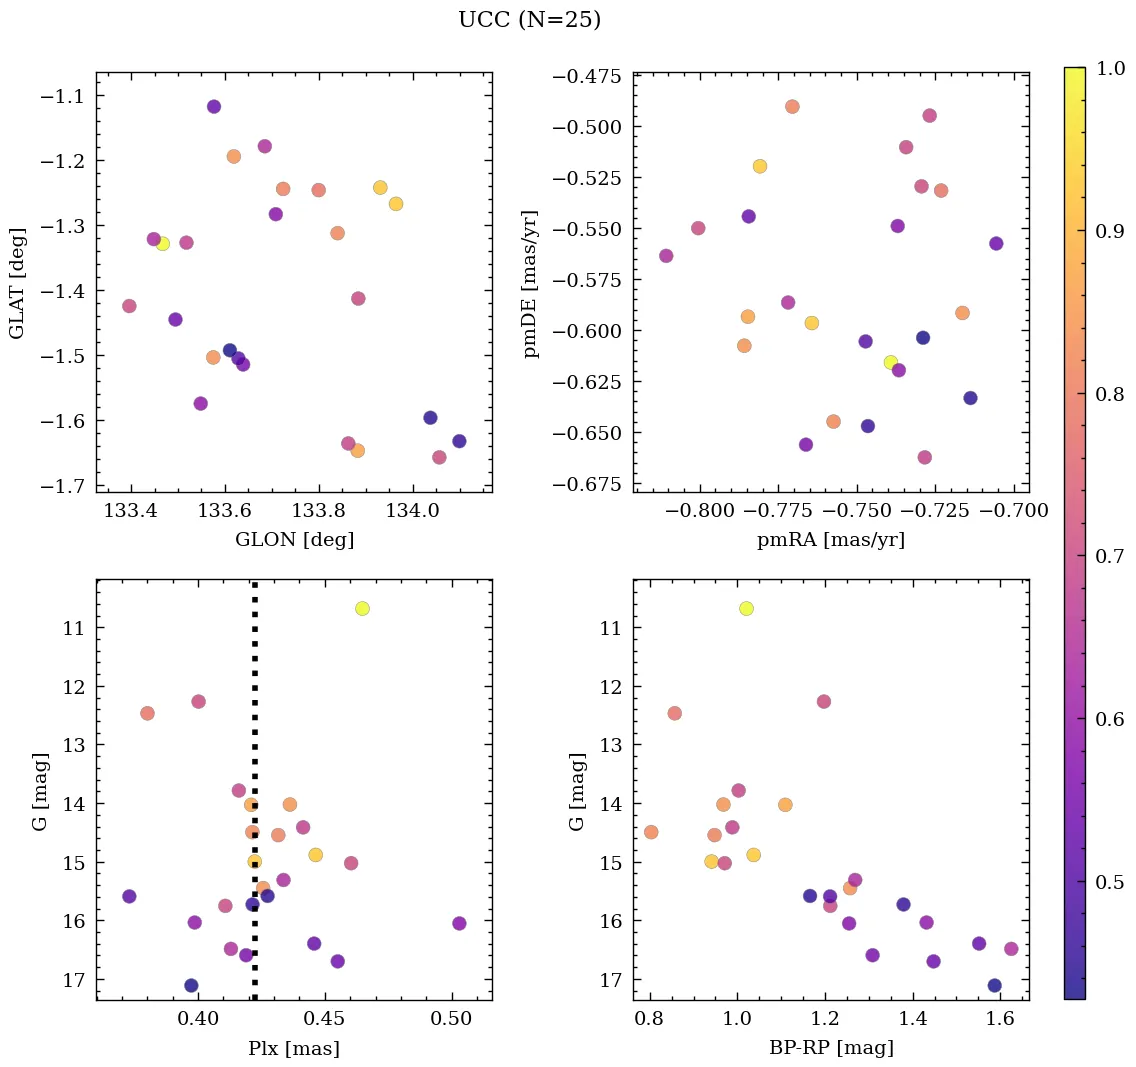 UCC (N=25)
−1.1
−1.2
−1.3
−1.4
−1.5
−1.6
−1.7
GLAT [deg]
133.4 133.6 133.8 134.0
GLON [deg]
−0.475
−0.500
−0.525
−0.550
−0.575
−0.600
−0.625
−0.650
−0.675
pmDE [mas/yr]
−0.800 −0.775 −0.750 −0.725 −0.700
pmRA [mas/yr]
11
12
13
14
15
16
17
G [mag]
0.40 0.45 0.50
Plx [mas]
11
12
13
14
15
16
17
G [mag]
0.8 1.0 1.2 1.4 1.6
BP-RP [mag]
1.0
0.9
0.8
0.7
0.6
0.5